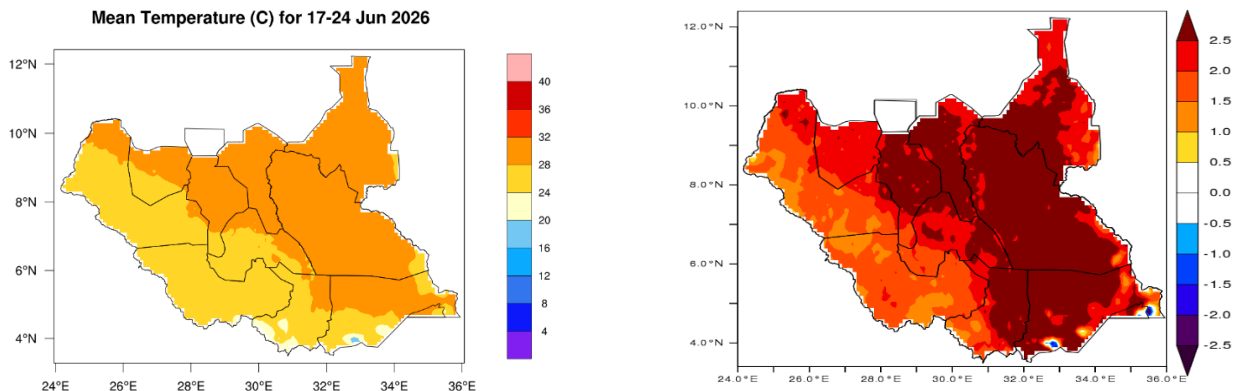 Mean Temperature (C) for 17-24 Jun 2026
12°N
10°N
8°N
6°N
4°N
24°E 26°E 28°E 30°E 32°E 34°E 36°E
40
36
32
28
24
20
16
12
8
4
12.0°N
10.0°N
8.0°N
6.0°N
4.0°N
24.0°E 26.0°E 28.0°E 30.0°E 32.0°E 34.0°E 36.0°E
2.5
2.0
1.5
1.0
0.5
0.0
-0.5
-1.0
-1.5
-2.0
-2.5